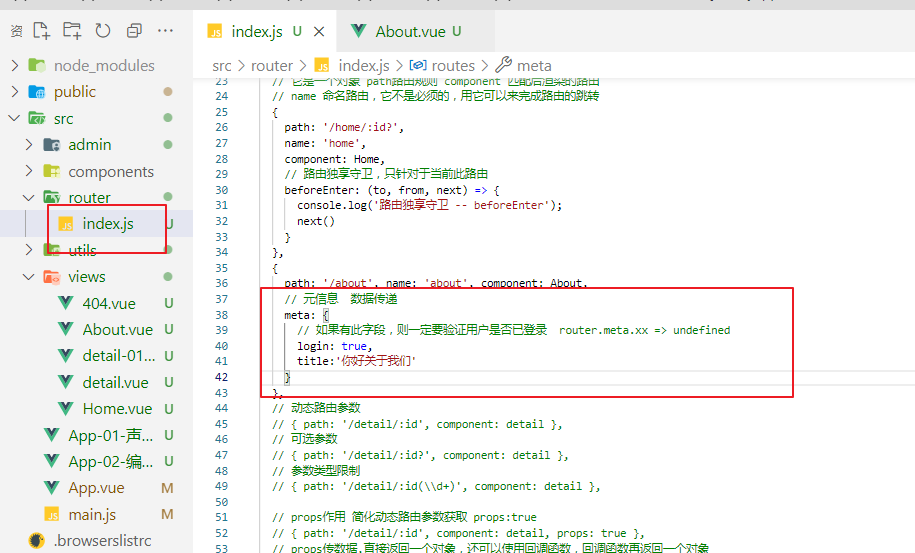 资
node_modules
public
src
admin
components
router
index.js U
utils
views
404.vue U
About.vue U
detail-01... U
detail.vue U
Home.vue U
App-01-声... U
App-02-编... U
App.vue M
main.js M
.browserslistrc
JS index.js U
About.vue U
src > router > JS index.js > routes > meta
23 // 它是一个对象 path路由规则 component 匹配后渲染的路由
24 // name 命名路由，它不是必须的，用它可以来完成路由的跳转
25 {
26 path: '/home/:id?',
27 name: 'home',
28 component: Home,
29 // 路由独享守卫，只针对于当前此路由
30 beforeEnter: (to, from, next) => {
31 console.log('路由独享守卫 -- beforeEnter');
32 next()
33 }
34 },
35 {
36 path: '/about', name: 'about', component: About,
37 // 元信息 数据传递
38 meta: {
39 // 如果有此字段，则一定要验证用户是否已登录 router.meta.xx => undefined
40 login: true,
41 title:'你好关于我们'
42 }
43 },
44 // 动态路由参数
45 // { path: '/detail/:id', component: detail },
46 // 可选参数
47 // { path: '/detail/:id?', component: detail },
48 // 参数类型限制
49 // { path: '/detail/:id(\\d+)', component: detail },
50
51 // props作用 简化动态路由参数获取 props:true
52 // { path: '/detail/:id', component: detail, props: true },
53 // props传数据,直接返回一个对象，还可以使用回调函数，回调函数再返回一个对象